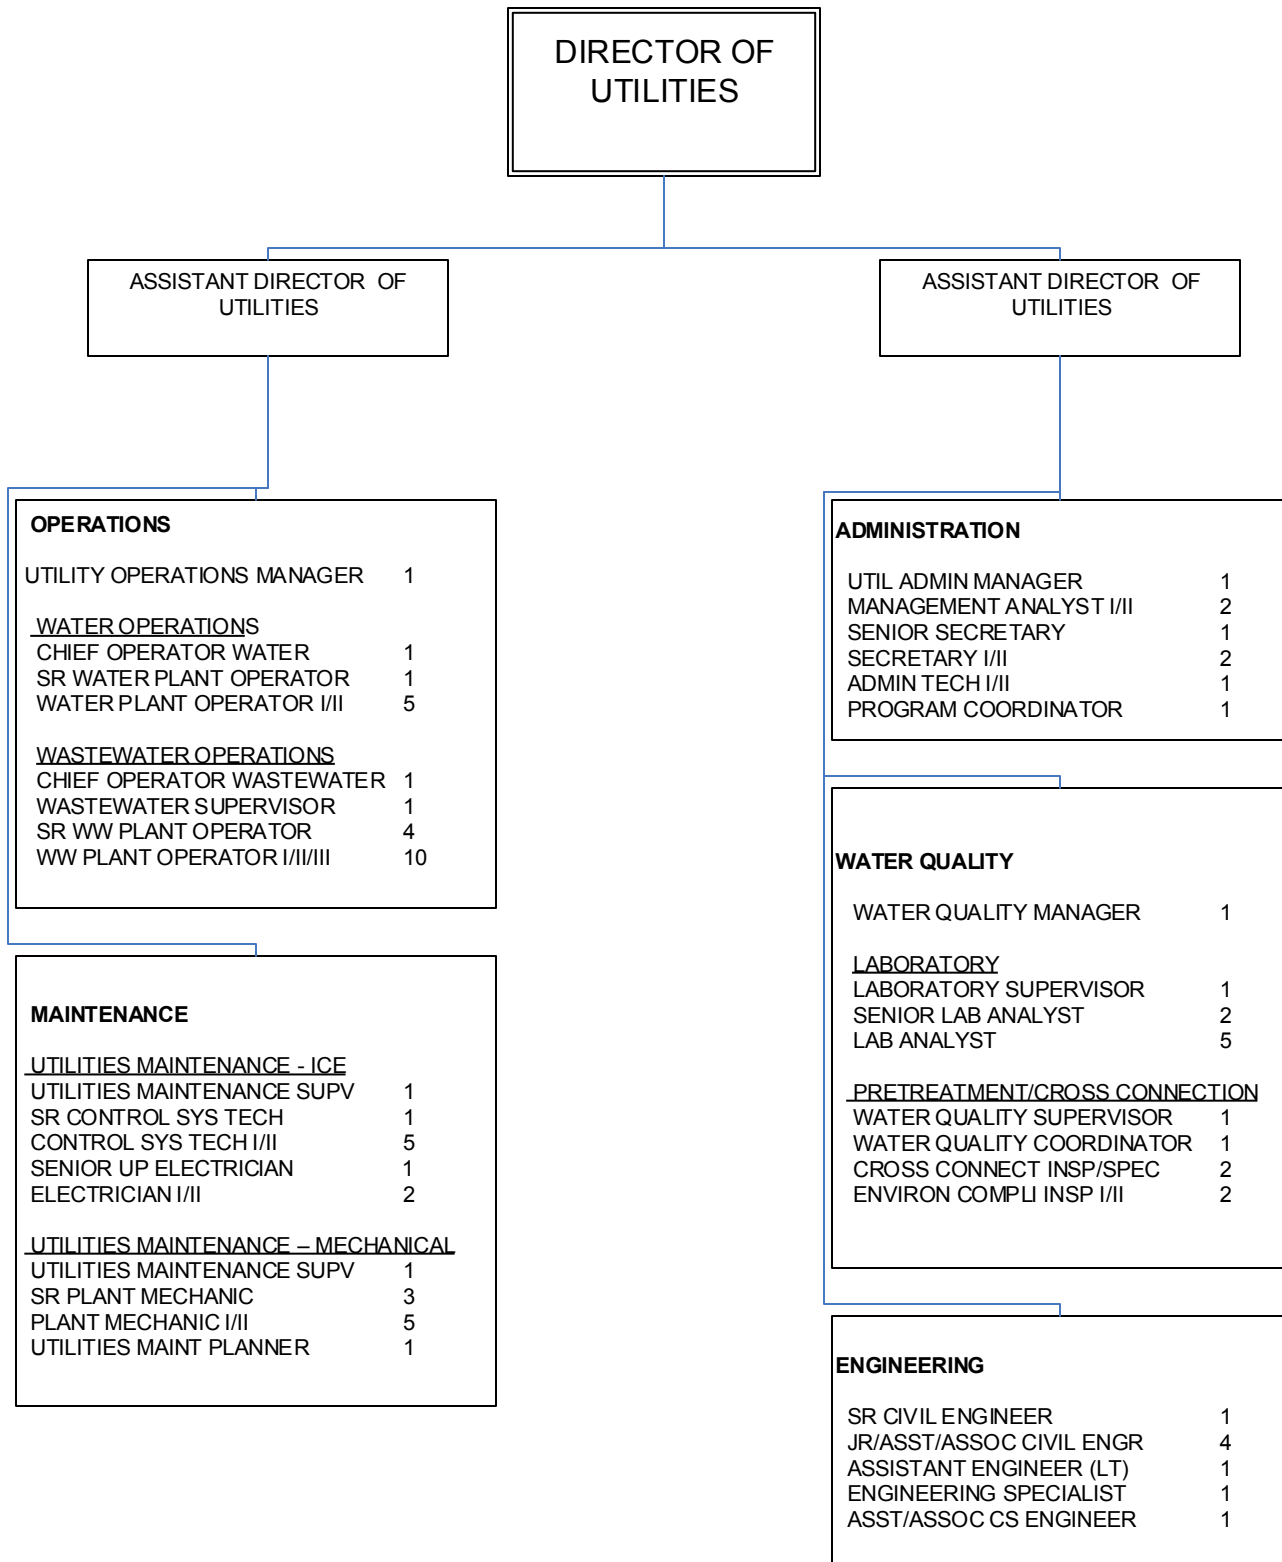 DIRECTOR OF
UTILITIES
ASSISTANT DIRECTOR OF
UTILITIES
ASSISTANT DIRECTOR OF
UTILITIES
OPERATIONS
UTILITY OPERATIONS MANAGER 1
WATER OPERATIONS
CHIEF OPERATOR WATER 1
SR WATER PLANT OPERATOR 1
WATER PLANT OPERATOR I/II 5
WASTEWATER OPERATIONS
CHIEF OPERATOR WASTEWATER 1
WASTEWATER SUPERVISOR 1
SR WW PLANT OPERATOR 4
WW PLANT OPERATOR I/II/III 10
MAINTENANCE
UTILITIES MAINTENANCE - ICE
UTILITIES MAINTENANCE SUPV 1
SR CONTROL SYS TECH 1
CONTROL SYS TECH I/II 5
SENIOR UP ELECTRICIAN 1
ELECTRICIAN I/II 2
UTILITIES MAINTENANCE – MECHANICAL
UTILITIES MAINTENANCE SUPV 1
SR PLANT MECHANIC 3
PLANT MECHANIC I/II 5
UTILITIES MAINT PLANNER 1
ADMINISTRATION
UTIL ADMIN MANAGER 1
MANAGEMENT ANALYST I/II 2
SENIOR SECRETARY 1
SECRETARY I/II 2
ADMIN TECH I/II 1
PROGRAM COORDINATOR 1
WATER QUALITY
WATER QUALITY MANAGER 1
LABORATORY
LABORATORY SUPERVISOR 1
SENIOR LAB ANALYST 2
LAB ANALYST 5
PRETREATMENT/CROSS CONNECTION
WATER QUALITY SUPERVISOR 1
WATER QUALITY COORDINATOR 1
CROSS CONNECT INSP/SPEC 2
ENVIRON COMPLI INSP I/II 2
ENGINEERING
SR CIVIL ENGINEER 1
JR/ASST/ASSOC CIVIL ENGR 4
ASSISTANT ENGINEER (LT) 1
ENGINEERING SPECIALIST 1
ASST/ASSOC CS ENGINEER 1